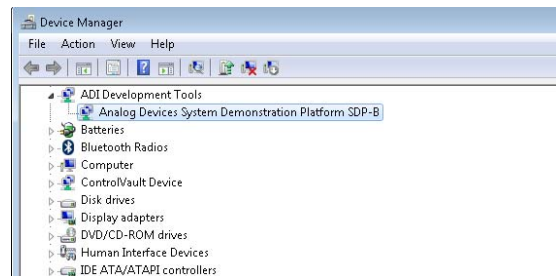 Device Manager
File Action View Help
ADI Development Tools
Analog Devices System Demonstration Platform SDP-B
Batteries
Bluetooth Radios
Computer
ControlVault Device
Disk drives
Display adapters
DVD/CD-ROM drives
Human Interface Devices
IDE ATA/ATAPI controllers